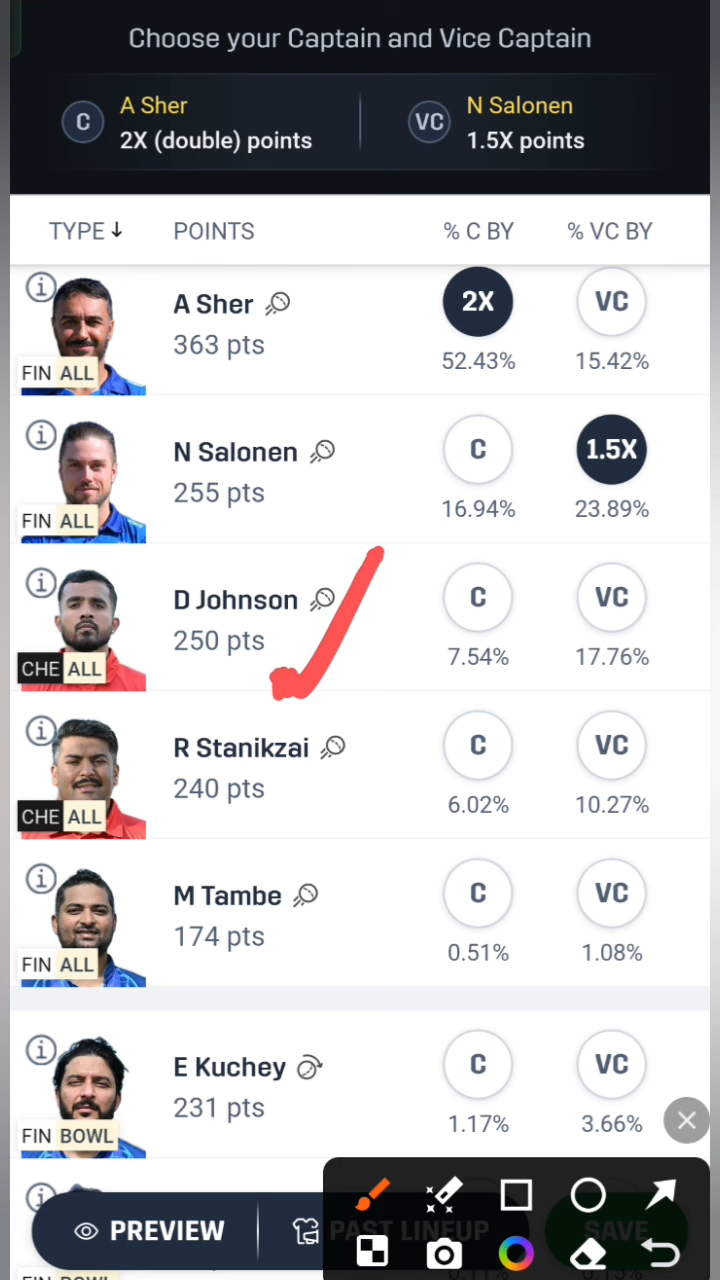 Choose your Captain and Vice Captain
C A Sher VC N Salonen
2X (double) points 1.5X points
TYPE↓ POINTS % C BY % VC BY
A Sher 2X VC
363 pts 52.43% 15.42%
FIN ALL
N Salonen C 1.5X
255 pts 16.94% 23.89%
FIN ALL
D Johnson C VC
250 pts 7.54% 17.76%
CHE ALL
R Stanikzai C VC
240 pts 6.02% 10.27%
CHE ALL
M Tambe C VC
174 pts 0.51% 1.08%
FIN ALL
E Kuchey C VC
231 pts 1.17% 3.66%
FIN BOWL
PREVIEW PAST LINEUP SAVE